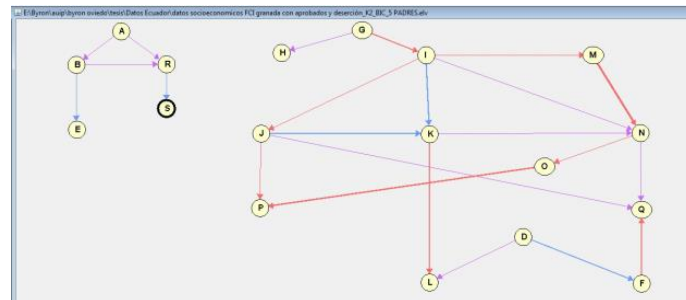 E:\Byron\auip\byron oviedo\tesis\Datos Ecuador\datos socioeconomicos FCI granada con aprobados y deserción_K2_BIC_5 PADRES.elv
A
G
H
I
M
B
R
S
E
J
K
N
O
P
Q
D
L
F